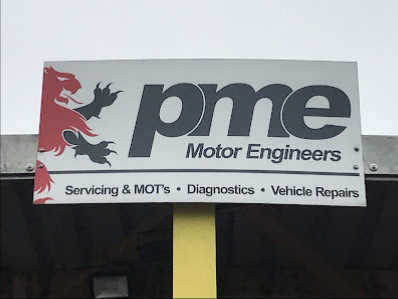 pme
Motor Engineers
Servicing & MOT's • Diagnostics • Vehicle Repairs